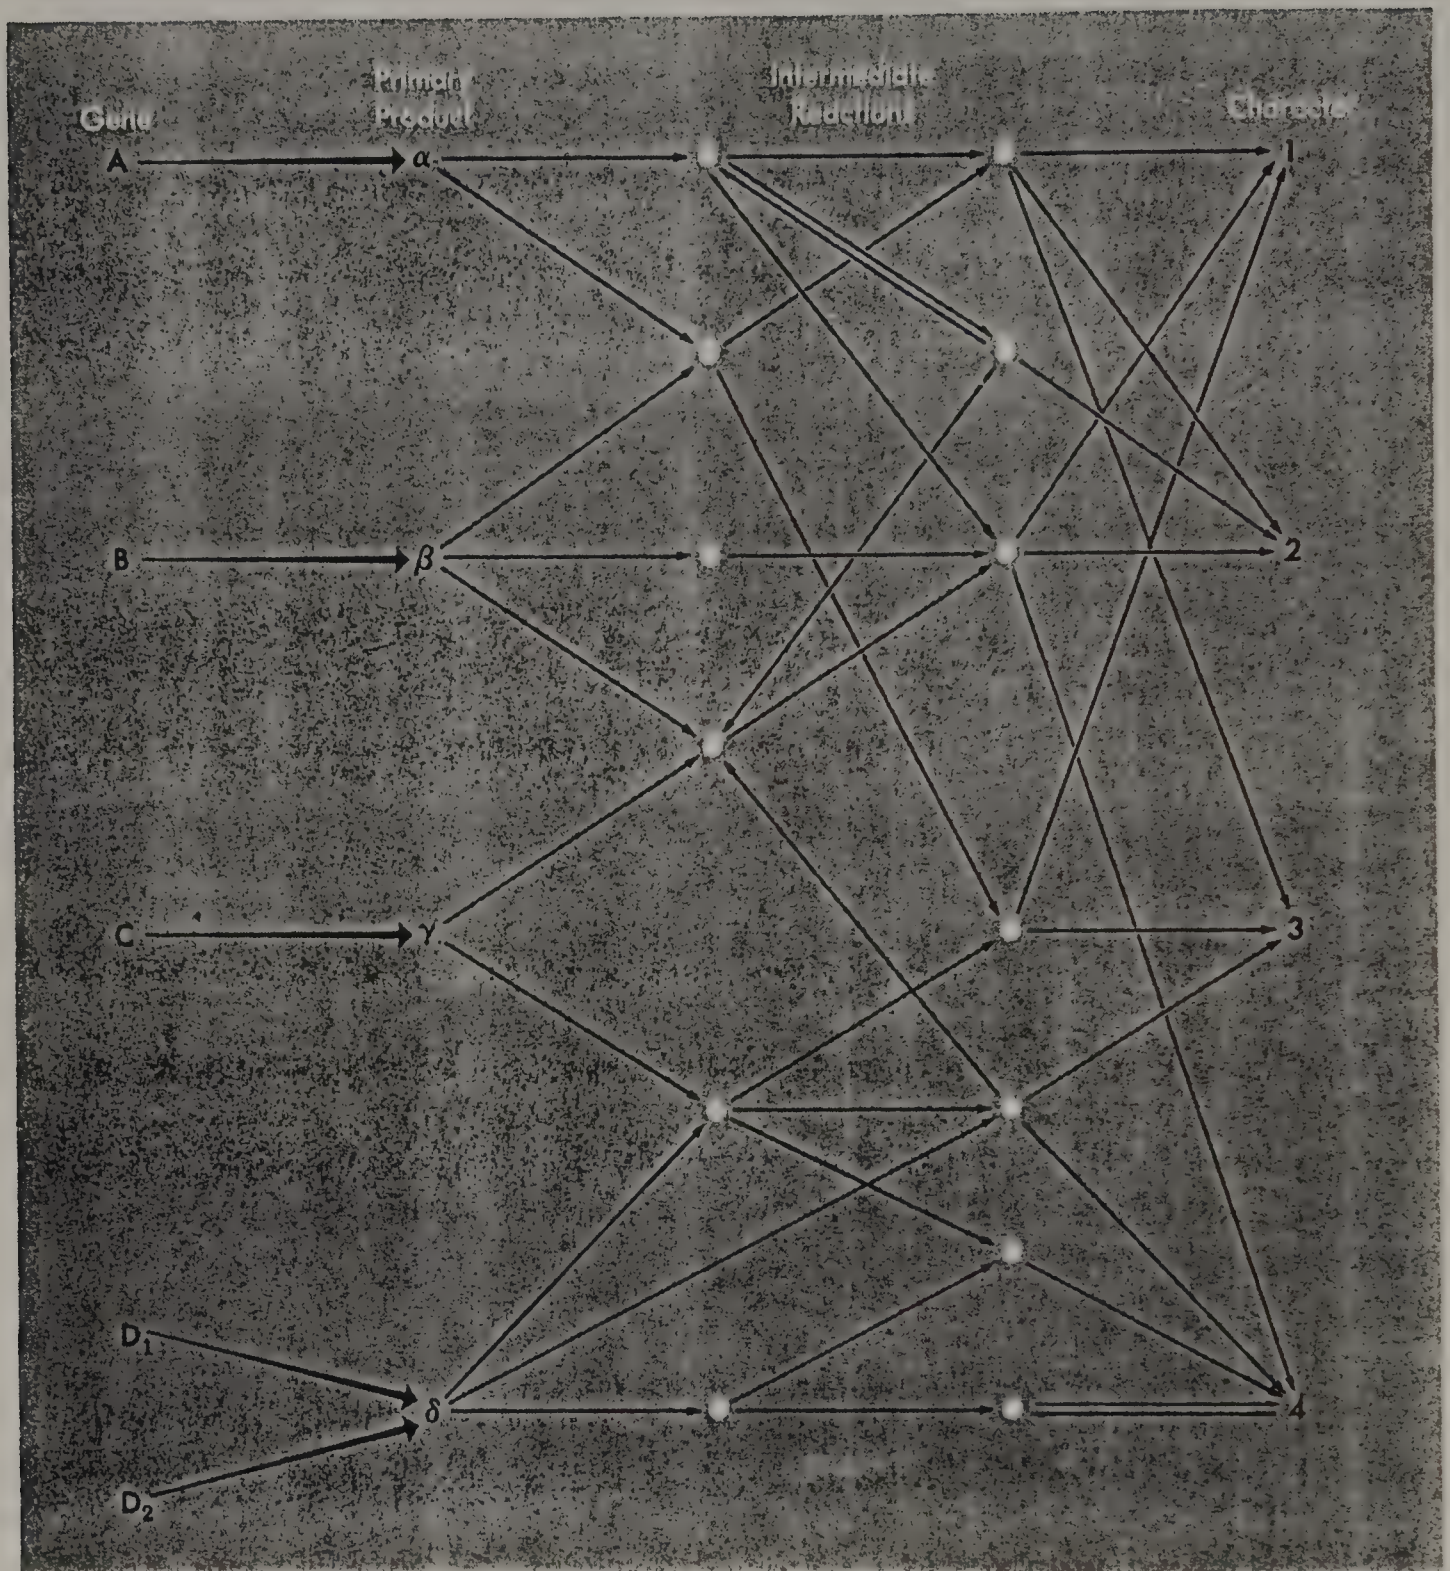 Gene
Primary
Product
Intermediate
Reactions
Character
A α 1
B β 2
C γ 3
D1
δ 4
D2